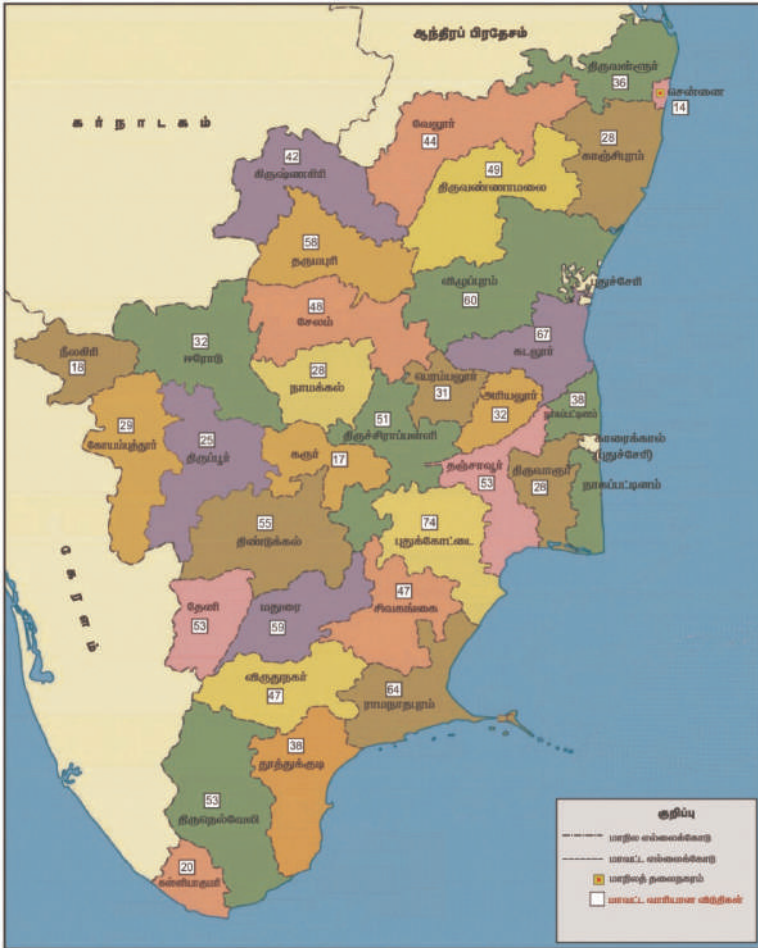 ஆந்திரப் பிரதேசம்
திருவள்ளூர்
36
சென்னை
14
கர்நாடகம்
வேலூர்
44
28
காஞ்சிபுரம்
42
கிருஷ்ணகிரி
49
திருவண்ணாமலை
58
தருமபுரி
விழுப்புரம்
60
புதுச்சேரி
48
சேலம்
67
கடலூர்
32
ஈரோடு
நீலகிரி
18
28
நாமக்கல்
பெரம்பலூர்
31
அரியலூர்
32
38
நாகப்பட்டினம்
51
திருச்சிராப்பள்ளி
29
கோயம்புத்தூர்
25
திருப்பூர்
கரூர்
17
காரைக்கால்
(புதுச்சேரி)
தஞ்சாவூர்
53
திருவாரூர்
28
நாகப்பட்டினம்
55
திண்டுக்கல்
74
புதுக்கோட்டை
கேரளம்
தேனி
53
மதுரை
59
47
சிவகங்கை
விருதுநகர்
47
64
ராமநாதபுரம்
38
தூத்துக்குடி
53
திருநெல்வேலி
20
கன்னியாகுமரி
குறிப்பு
மாநில எல்லைக்கோடு
மாவட்ட எல்லைக்கோடு
மாநிலத் தலைநகரம்
மாவட்ட வாரியான விடுதிகள்